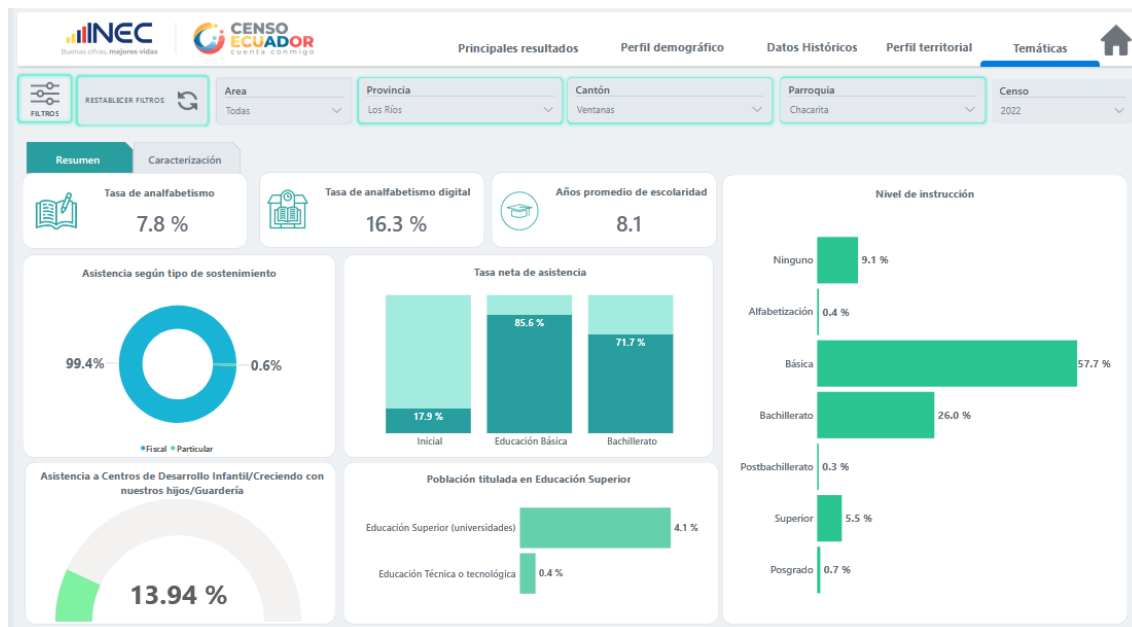 INEC
Buenas cifras, mejores vidas
CENSO
ECUADOR
cuenta conmigo
Principales resultados
Perfil demográfico
Datos Históricos
Perfil territorial
Temáticas
FILTROS
RESTABLECER FILTROS
Area
Todas
Provincia
Los Ríos
Cantón
Ventanas
Parroquia
Chacarita
Censo
2022
Resumen
Caracterización
Tasa de analfabetismo
7.8 %
Tasa de analfabetismo digital
16.3 %
Años promedio de escolaridad
8.1
Asistencia según tipo de sostenimiento
99.4%
0.6%
Fiscal
Particular
Tasa neta de asistencia
17.9 %
85.6 %
71.7 %
Inicial
Educación Básica
Bachillerato
Asistencia a Centros de Desarrollo Infantil/Creciendo con
nuestros hijos/Guardería
13.94 %
Población titulada en Educación Superior
Educación Superior (universidades)
4.1 %
Educación Técnica o tecnológica
0.4 %
Nivel de instrucción
Ninguno
9.1 %
Alfabetización
0.4 %
Básica
57.7 %
Bachillerato
26.0 %
Postbachillerato
0.3 %
Superior
5.5 %
Posgrado
0.7 %